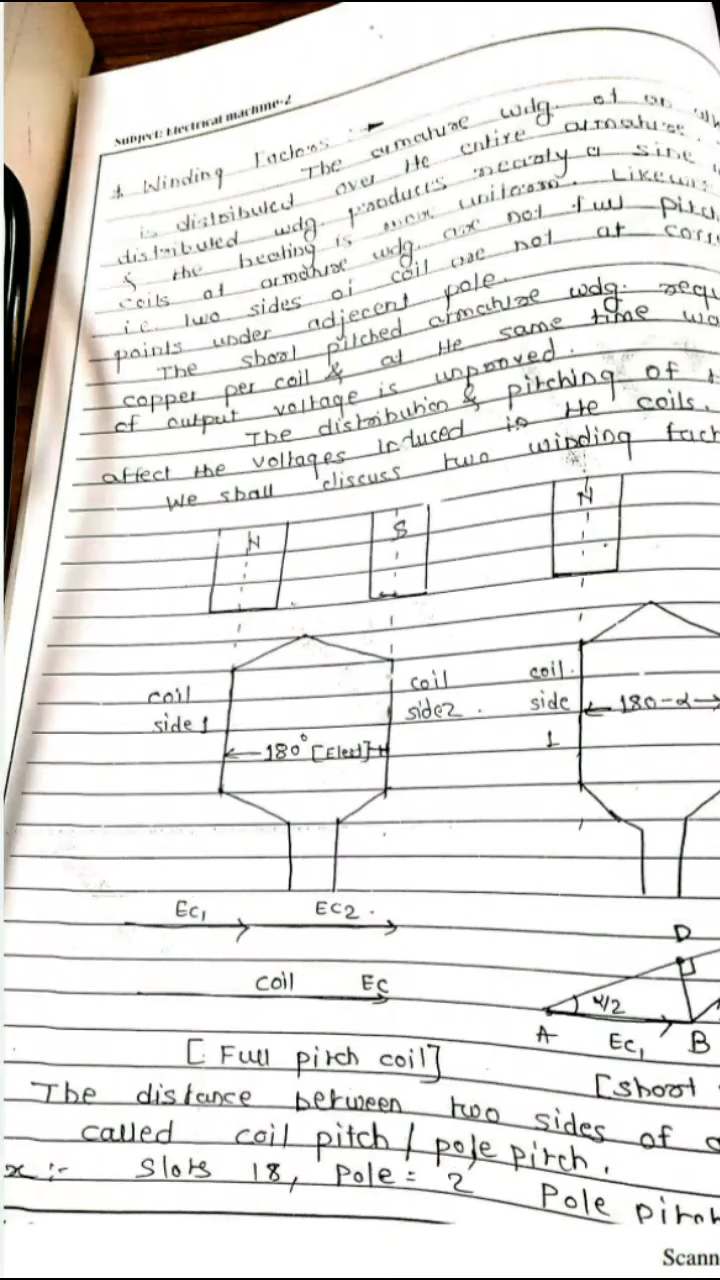 Subject: Electrical machine-2
* Winding Factors :-
The armature wdg. of an
is distributed over the entire armature.
distributed wdg. produces nearly a sine
& the heating is more uniform. Likewise
coils of armature wdg. are not full pitch
i.e. two sides of coil are not at corr
points under adjecent pole.
The short pitched armature wdg. requ
copper per coil & at the same time wa
of output voltage is improved.
The distribution & pitching of
affect the voltages induced in the coils.
We shall discuss two winding fact
N
S
N
coil side 1
180° [Elect]
coil side 2.
coil. side 1
180-α
Ec1
Ec2.
coil Ec
D
α/2
A
Ec1
B
[Full pitch coil]
[short
The distance between two sides of
called coil pitch / pole pitch.
x :- Slots 18, Pole = 2 Pole pitch
Scann